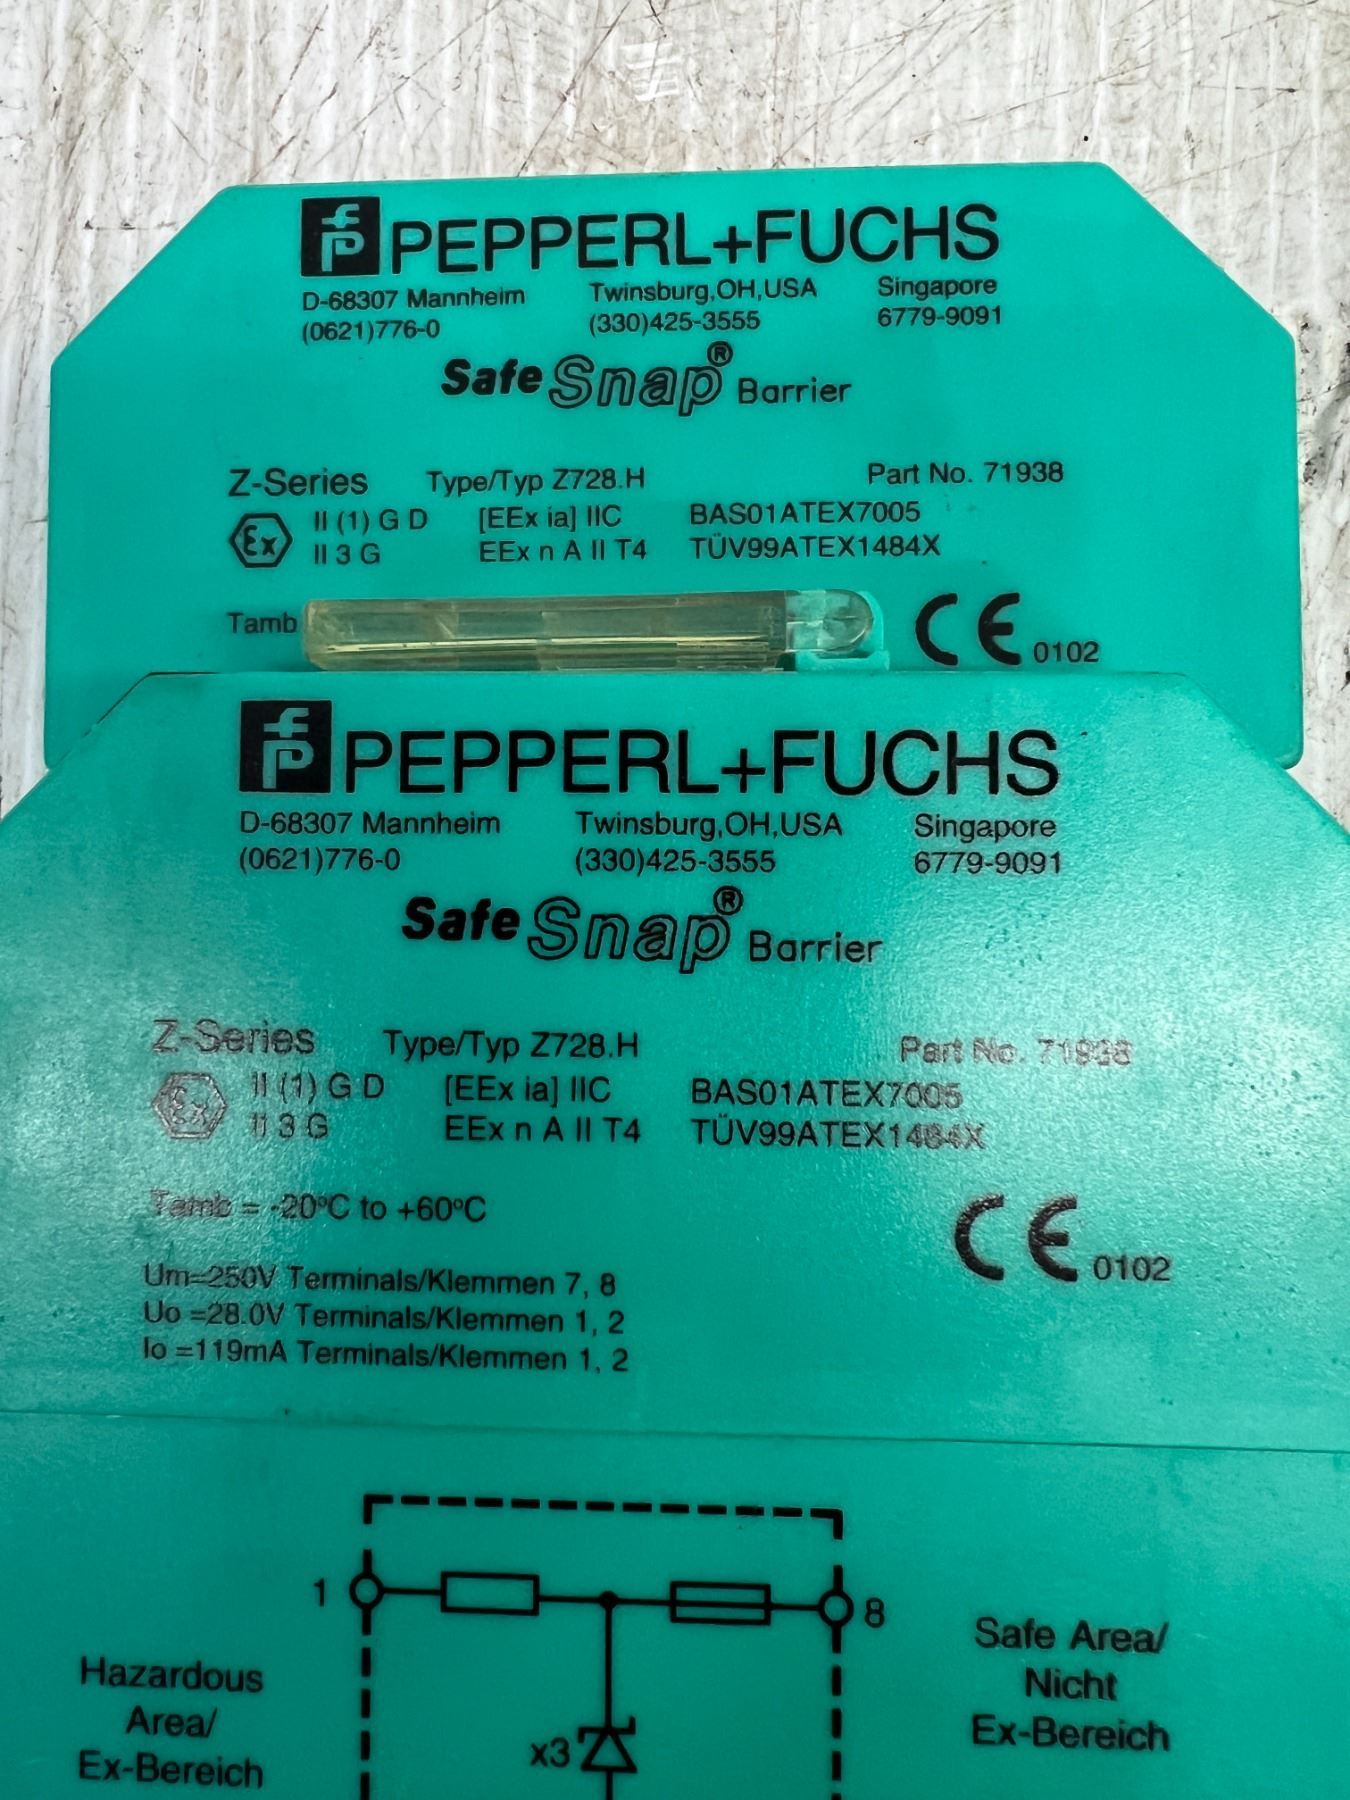 PEPPERL+FUCHS
D-68307 Mannheim Twinsburg,OH,USA Singapore
(0621)776-0 (330)425-3555 6779-9091
Safe Snap® Barrier
Z-Series Type/Typ Z728.H Part No. 71938
Ex II (1) G D [EEx ia] IIC BAS01ATEX7005
II 3 G EEx n A II T4 TÜV99ATEX1484X
Tamb CE 0102
PEPPERL+FUCHS
D-68307 Mannheim Twinsburg,OH,USA Singapore
(0621)776-0 (330)425-3555 6779-9091
Safe Snap® Barrier
Z-Series Type/Typ Z728.H Part No. 71938
Ex II (1) G D [EEx ia] IIC BAS01ATEX7005
II 3 G EEx n A II T4 TÜV99ATEX1484X
Tamb = -20ºC to +60ºC
CE 0102
Um=250V Terminals/Klemmen 7, 8
Uo =28.0V Terminals/Klemmen 1, 2
Io =119mA Terminals/Klemmen 1, 2
1 8
Hazardous
Area/
Ex-Bereich
x3
Safe Area/
Nicht
Ex-Bereich